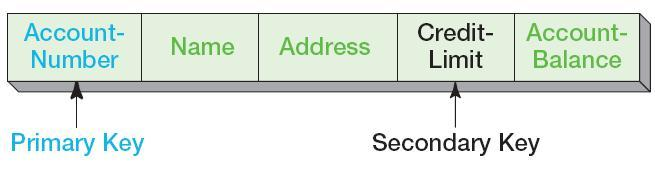 Account-
Number
Name
Address
Credit-
Limit
Account-
Balance
Primary Key
Secondary Key